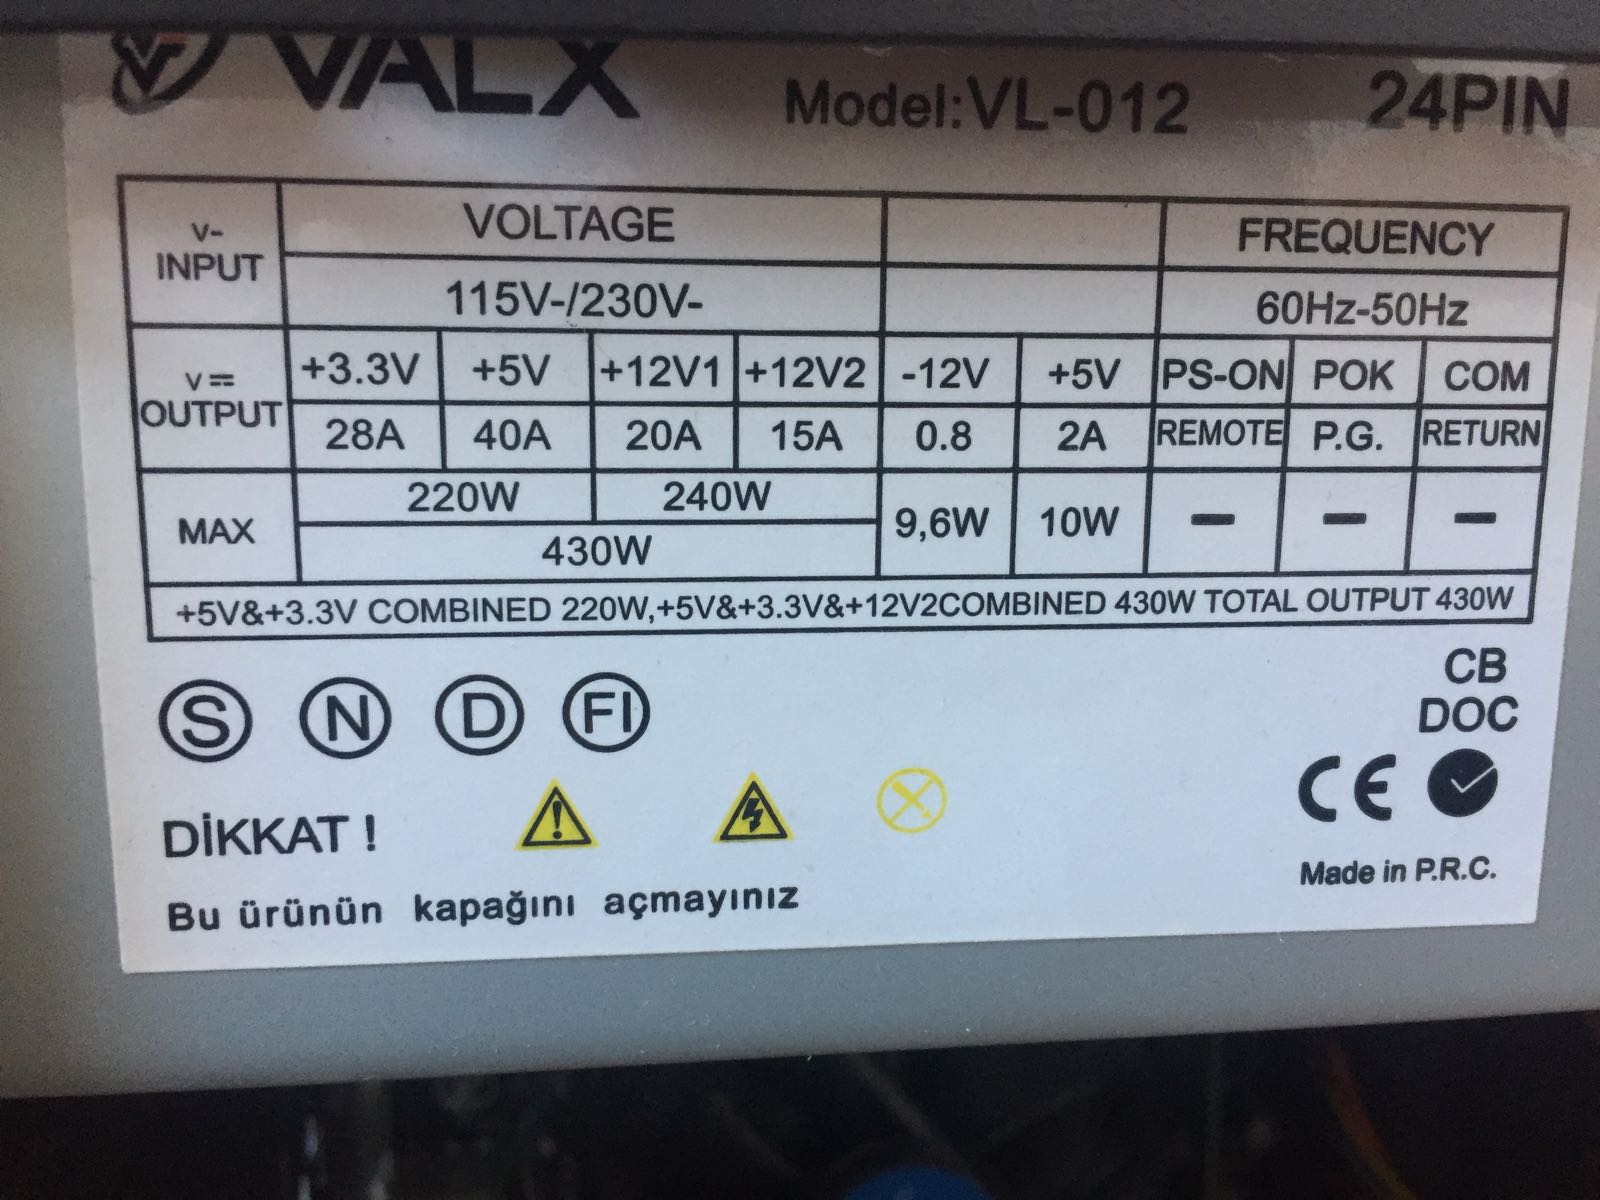 VALX Model:VL-012 24PIN
V- INPUT VOLTAGE FREQUENCY
115V-/230V- 60Hz-50Hz
V OUTPUT +3.3V +5V +12V1 +12V2 -12V +5V PS-ON POK COM
28A 40A 20A 15A 0.8 2A REMOTE P.G. RETURN
MAX 220W 240W 9,6W 10W - - -
430W
+5V&+3.3V COMBINED 220W,+5V&+3.3V&+12V2COMBINED 430W TOTAL OUTPUT 430W
S N D FI
CB
DOC
CE
DİKKAT !
Bu ürünün kapağını açmayınız
Made in P.R.C.